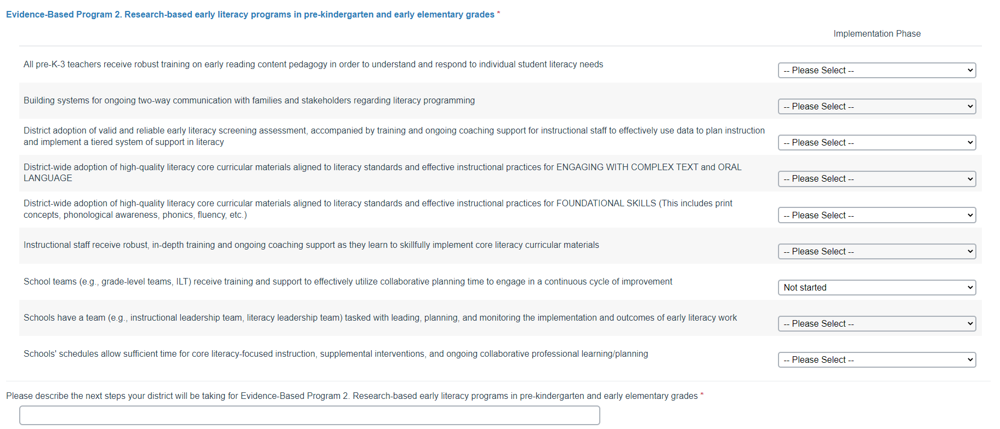 Evidence-Based Program 2. Research-based early literacy programs in pre-kindergarten and early elementary grades *
Implementation Phase
All pre-K-3 teachers receive robust training on early reading content pedagogy in order to understand and respond to individual student literacy needs
-- Please Select --
Building systems for ongoing two-way communication with families and stakeholders regarding literacy programming
-- Please Select --
District adoption of valid and reliable early literacy screening assessment, accompanied by training and ongoing coaching support for instructional staff to effectively use data to plan instruction
and implement a tiered system of support in literacy
-- Please Select --
District-wide adoption of high-quality literacy core curricular materials aligned to literacy standards and effective instructional practices for ENGAGING WITH COMPLEX TEXT and ORAL
LANGUAGE
-- Please Select --
District-wide adoption of high-quality literacy core curricular materials aligned to literacy standards and effective instructional practices for FOUNDATIONAL SKILLS (This includes print
concepts, phonological awareness, phonics, fluency, etc.)
-- Please Select --
Instructional staff receive robust, in-depth training and ongoing coaching support as they learn to skillfully implement core literacy curricular materials
-- Please Select --
School teams (e.g., grade-level teams, ILT) receive training and support to effectively utilize collaborative planning time to engage in a continuous cycle of improvement
Not started
Schools have a team (e.g., instructional leadership team, literacy leadership team) tasked with leading, planning, and monitoring the implementation and outcomes of early literacy work
-- Please Select --
Schools' schedules allow sufficient time for core literacy-focused instruction, supplemental interventions, and ongoing collaborative professional learning/planning
-- Please Select --
Please describe the next steps your district will be taking for Evidence-Based Program 2. Research-based early literacy programs in pre-kindergarten and early elementary grades *